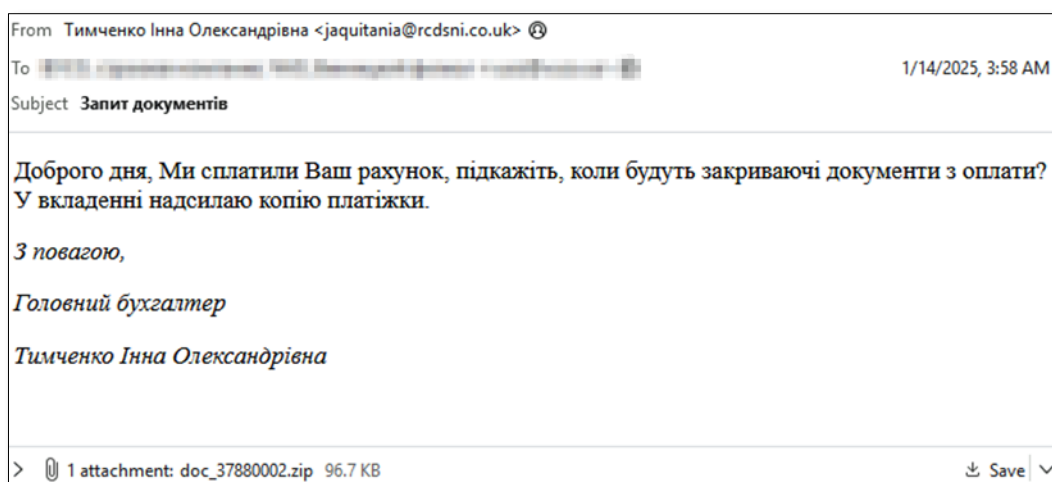 From Тимченко Інна Олександрівна <jaquitania@rcdsni.co.uk>
To
1/14/2025, 3:58 AM
Subject Запит документів
Доброго дня, Ми сплатили Ваш рахунок, підкажіть, коли будуть закриваючі документи з оплати?
У вкладенні надсилаю копію платіжки.
З повагою,
Головний бухгалтер
Тимченко Інна Олександрівна
1 attachment: doc_37880002.zip 96.7 KB
Save